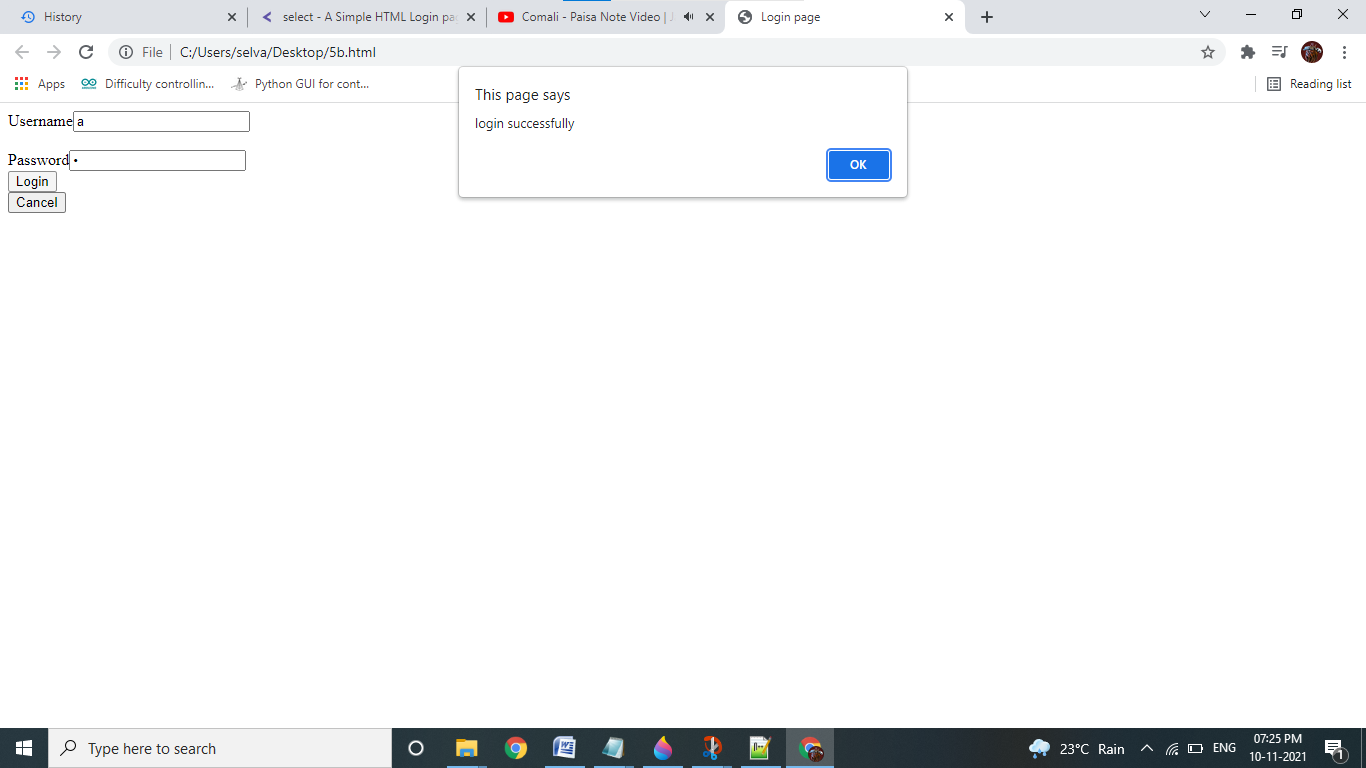 History
select - A Simple HTML Login pa
Comali - Paisa Note Video | J
Login page
File
C:/Users/selva/Desktop/5b.html
Apps
Difficulty controllin...
Python GUI for cont...
Reading list
This page says
login successfully
OK
Username a
Password •
Login
Cancel
Type here to search
23°C Rain
ENG
07:25 PM
10-11-2021
1